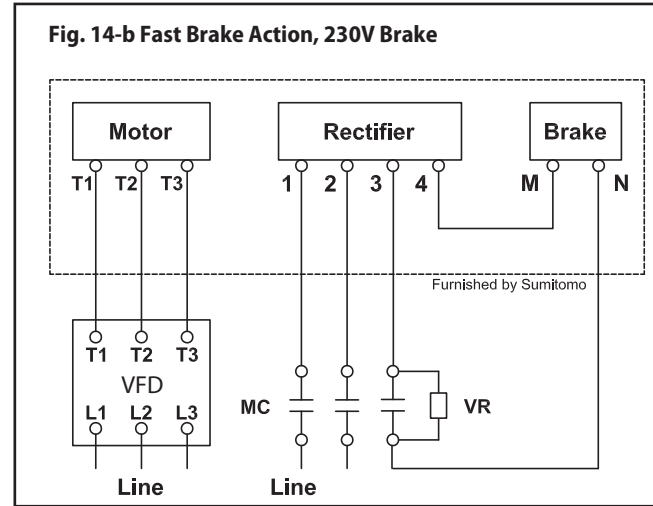 Fig. 14-b Fast Brake Action, 230V Brake
Motor Rectifier Brake
T1 T2 T3 1 2 3 4 M N
Furnished by Sumitomo
T1 T2 T3
VFD
L1 L2 L3
MC VR
Line Line